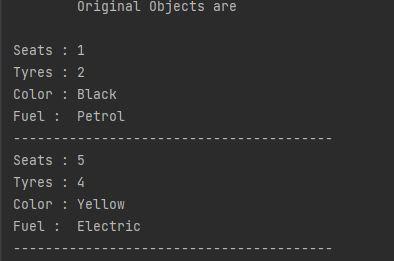 Original Objects are
Seats : 1
Tyres : 2
Color : Black
Fuel :  Petrol
----------------------------------------
Seats : 5
Tyres : 4
Color : Yellow
Fuel :  Electric
----------------------------------------